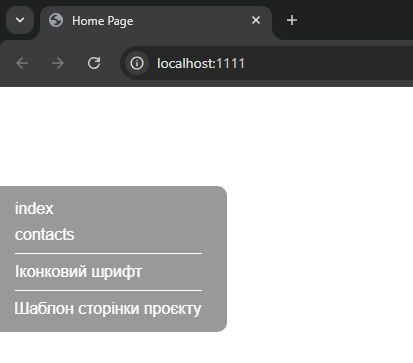 Home Page
localhost:1111
index
contacts
Іконковий шрифт
Шаблон сторінки проєкту